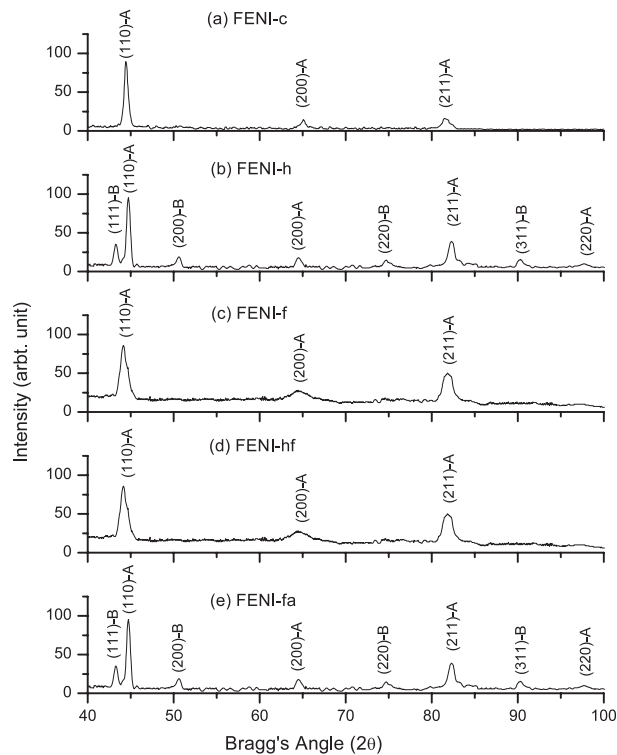 (a) FENI-c
(110)-A
(200)-A
(211)-A
100
50
0
(b) FENI-h
(111)-B
(110)-A
(200)-B
(200)-A
(220)-B
(211)-A
(311)-B
(220)-A
100
50
0
(c) FENI-f
(110)-A
(200)-A
(211)-A
100
50
0
(d) FENI-hf
(110)-A
(200)-A
(211)-A
100
50
0
(e) FENI-fa
(111)-B
(110)-A
(200)-B
(200)-A
(220)-B
(211)-A
(311)-B
(220)-A
100
50
0
40 50 60 70 80 90 100
Intensity (arbt. unit)
Bragg's Angle (2θ)